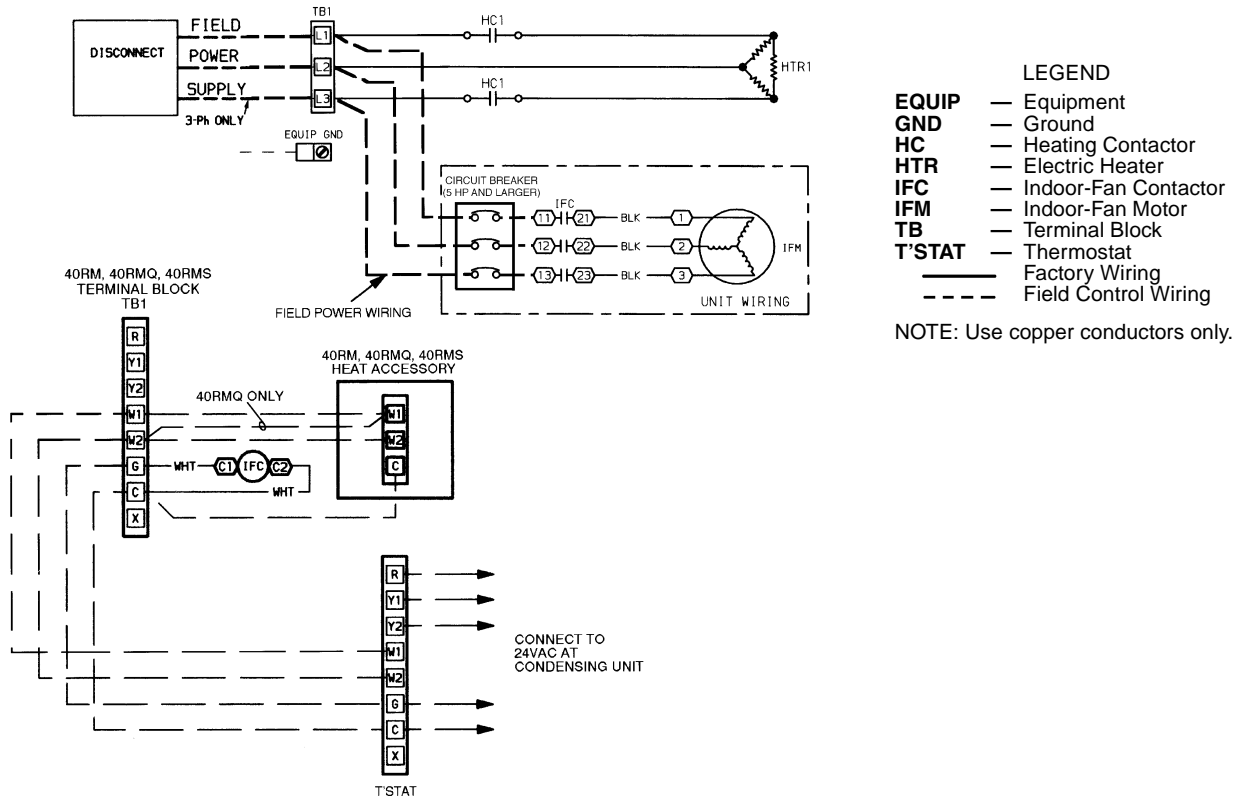 TB1
FIELD
L1
HC1
DISCONNECT
POWER
L2
HTR1
SUPPLY
L3
HC1
3-Ph ONLY
EQUIP GND
CIRCUIT BREAKER
(5 HP AND LARGER)
IFC
11 21 BLK 1
12 22 BLK 2
IFM
13 23 BLK 3
UNIT WIRING
FIELD POWER WIRING
LEGEND
EQUIP — Equipment
GND — Ground
HC — Heating Contactor
HTR — Electric Heater
IFC — Indoor-Fan Contactor
IFM — Indoor-Fan Motor
TB — Terminal Block
T'STAT — Thermostat
Factory Wiring
Field Control Wiring
NOTE: Use copper conductors only.
40RM, 40RMQ, 40RMS
TERMINAL BLOCK
TB1
R
Y1
Y2
W1
W2
G
C
X
40RMQ ONLY
WHT C1 IFC C2
WHT
40RM, 40RMQ, 40RMS
HEAT ACCESSORY
W1
W2
C
R
Y1
Y2
W1
W2
G
C
X
T'STAT
CONNECT TO
24VAC AT
CONDENSING UNIT